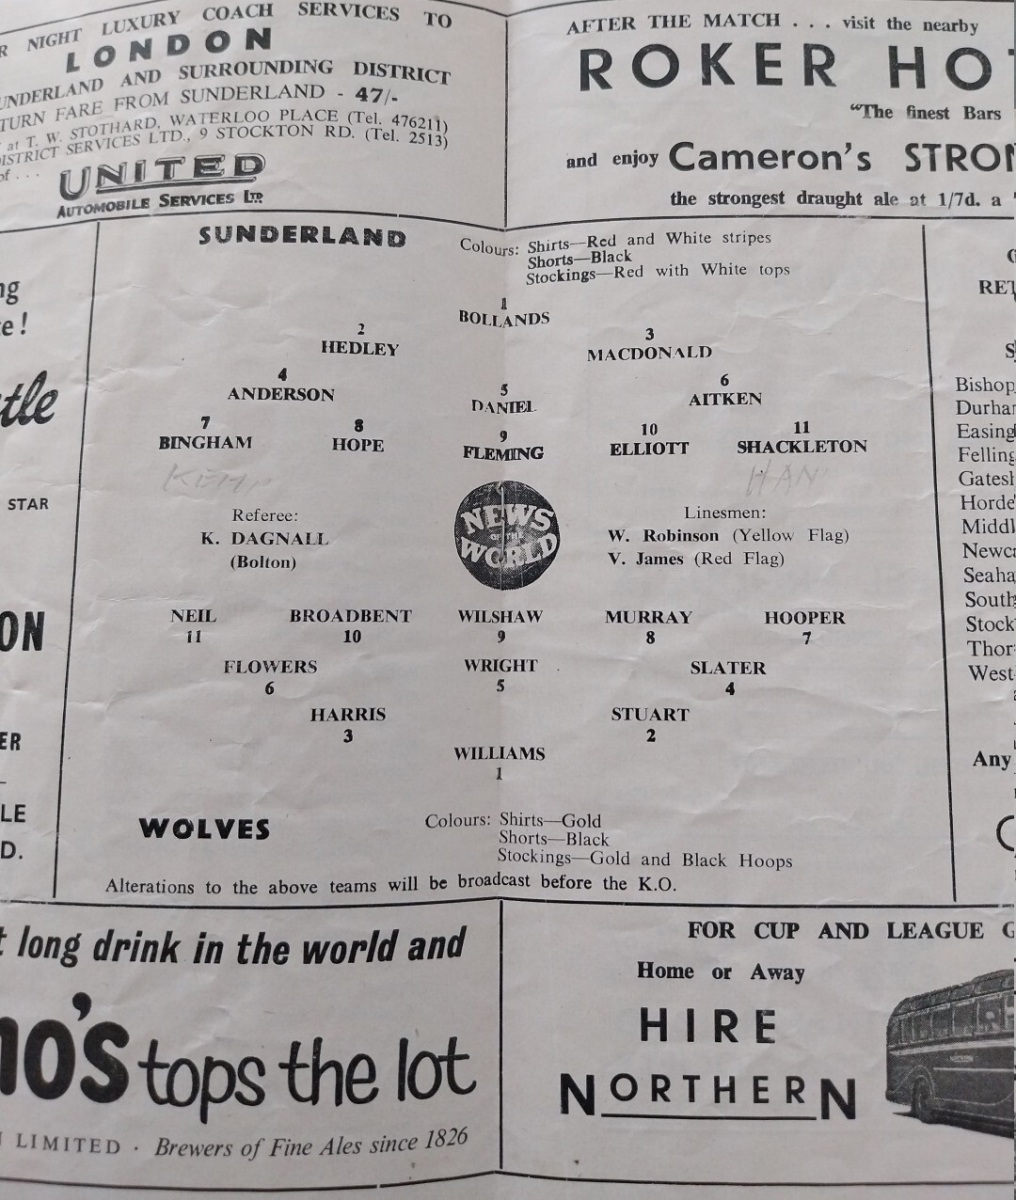 R NIGHT LUXURY COACH SERVICES TO
LONDON
UNDERLAND AND SURROUNDING DISTRICT
TURN FARE FROM SUNDERLAND - 47/-
at T. W. STOTHARD, WATERLOO PLACE (Tel. 476211)
ISTRICT SERVICES LTD., 9 STOCKTON RD. (Tel. 2513)
of . . .
UNITED
AUTOMOBILE SERVICES LTD
AFTER THE MATCH . . . visit the nearby
ROKER HO
"The finest Bars
and enjoy Cameron's STRO
the strongest draught ale at 1/7d. a
ng
e!
tle
STAR
ON
ER
LE
D.
SUNDERLAND
Colours: Shirts—Red and White stripes
Shorts—Black
Stockings—Red with White tops
1
BOLLANDS
2 3
HEDLEY MACDONALD
4 5 6
ANDERSON DANIEL AITKEN
7 8 9 10 11
BINGHAM HOPE FLEMING ELLIOTT SHACKLETON
KEMP HAN
Referee: Linesmen:
K. DAGNALL W. Robinson (Yellow Flag)
(Bolton) V. James (Red Flag)
NEWS
OF THE
WORLD
NEIL BROADBENT WILSHAW MURRAY HOOPER
11 10 9 8 7
FLOWERS WRIGHT SLATER
6 5 4
HARRIS STUART
3 2
WILLIAMS
1
WOLVES
Colours: Shirts—Gold
Shorts—Black
Stockings—Gold and Black Hoops
Alterations to the above teams will be broadcast before the K.O.
RET
S
Bishop
Durha
Easing
Felling
Gates
Horde
Middl
Newc
Seaha
South
Stock
Thor
West
Any
t long drink in the world and
no's tops the lot
LIMITED · Brewers of Fine Ales since 1826
FOR CUP AND LEAGUE G
Home or Away
HIRE
NORTHERN